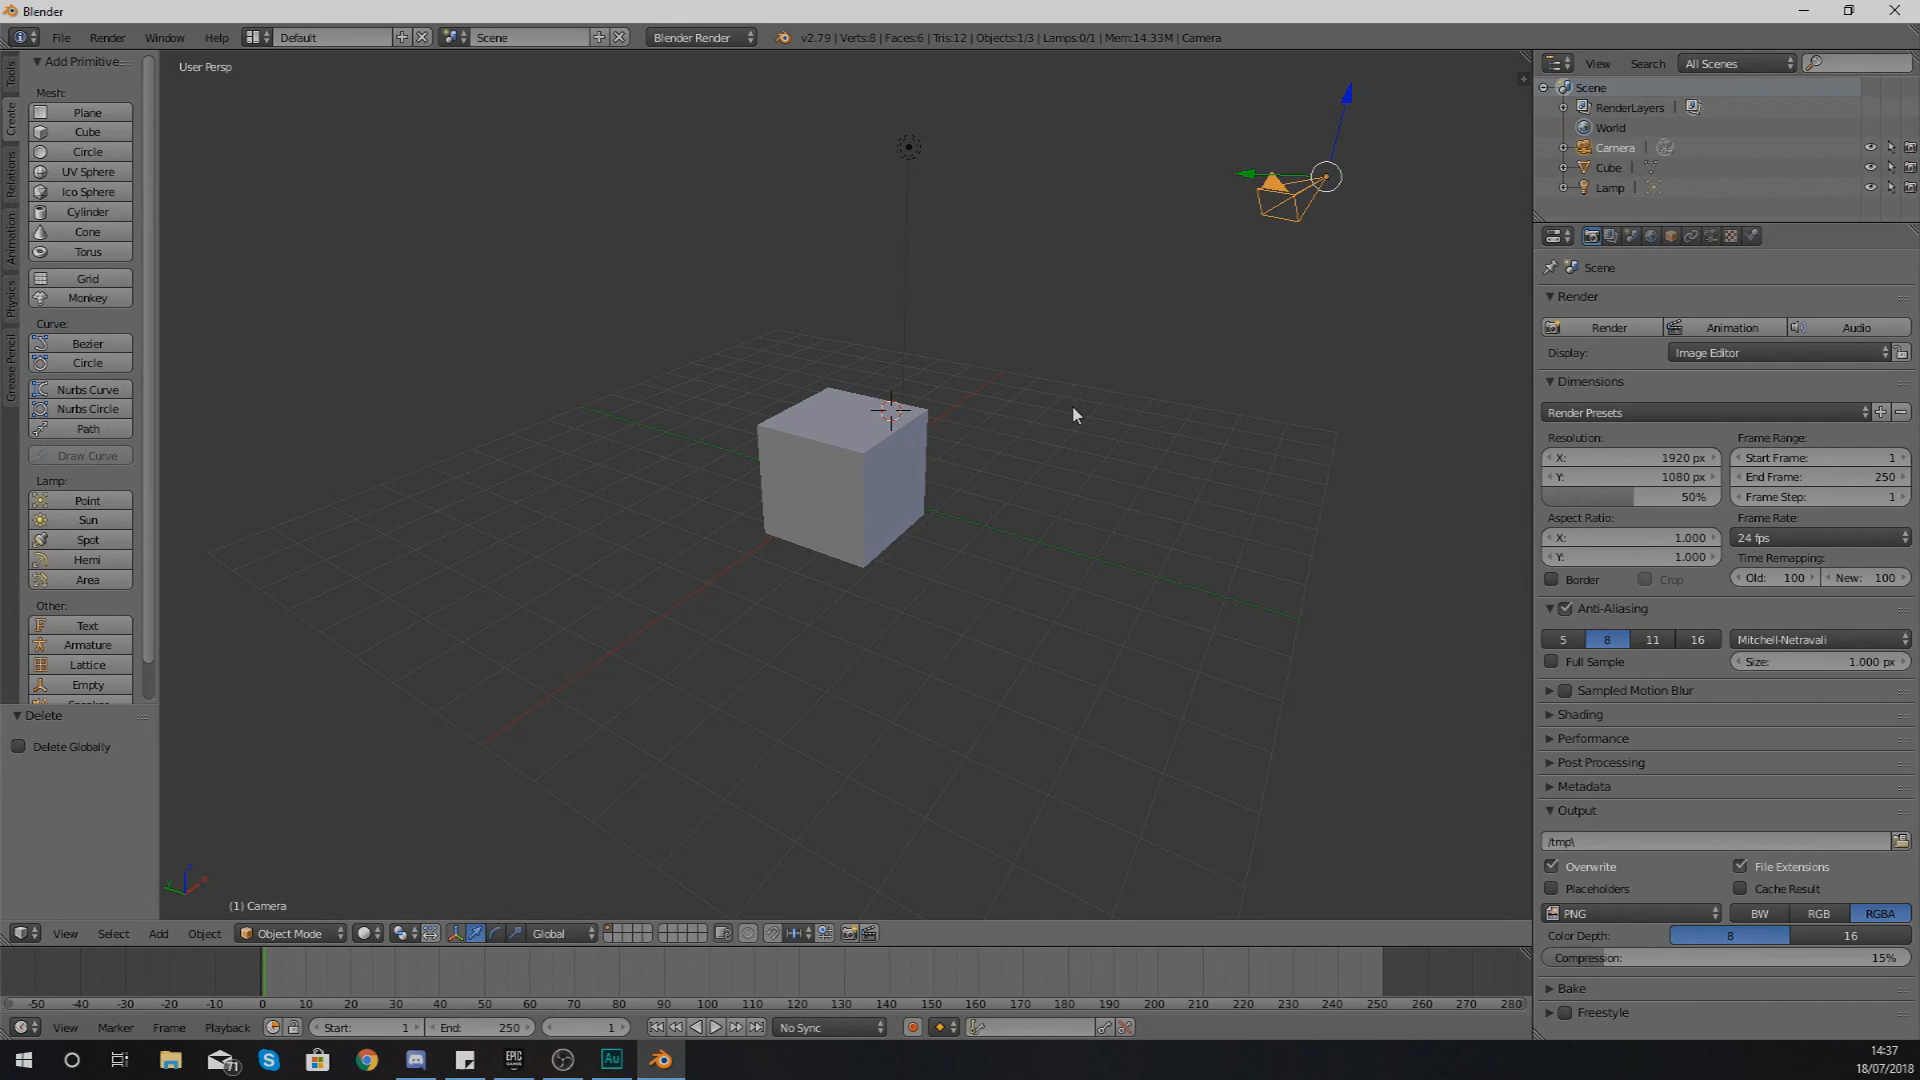 Blender
File Render Window Help Default Scene Blender Render v2.79 | Verts:8 | Faces:6 | Tris:12 | Objects:1/3 | Lamps:0/1 | Mem:14.33M | Camera
Tools
Create
Relations
Animation
Physics
Grease Pencil
Add Primitive
Mesh:
Plane
Cube
Circle
UV Sphere
Ico Sphere
Cylinder
Cone
Torus
Grid
Monkey
Curve:
Bezier
Circle
Nurbs Curve
Nurbs Circle
Path
Draw Curve
Lamp:
Point
Sun
Spot
Hemi
Area
Other:
Text
Armature
Lattice
Empty
Delete
Delete Globally
User Persp
(1) Camera
View Select Add Object Object Mode Global
-50 -40 -30 -20 -10 0 10 20 30 40 50 60 70 80 90 100 110 120 130 140 150 160 170 180 190 200 210 220 230 240 250 260 270 280
View Marker Frame Playback Start: 1 End: 250 1 No Sync
View Search All Scenes
Scene
RenderLayers |
World
Camera |
Cube |
Lamp |
Scene
Render
Render Animation Audio
Display: Image Editor
Dimensions
Render Presets
Resolution: Frame Range:
X: 1920 px Start Frame: 1
Y: 1080 px End Frame: 250
50% Frame Step: 1
Aspect Ratio: Frame Rate:
X: 1.000 24 fps
Y: 1.000 Time Remapping:
Border Crop Old: 100 New: 100
Anti-Aliasing
5 8 11 16 Mitchell-Netravali
Full Sample Size: 1.000 px
Sampled Motion Blur
Shading
Performance
Post Processing
Metadata
Output
/tmp\
Overwrite File Extensions
Placeholders Cache Result
PNG BW RGB RGBA
Color Depth: 8 16
Compression: 15%
Bake
Freestyle
71 EPIC Au
14:37
18/07/2018